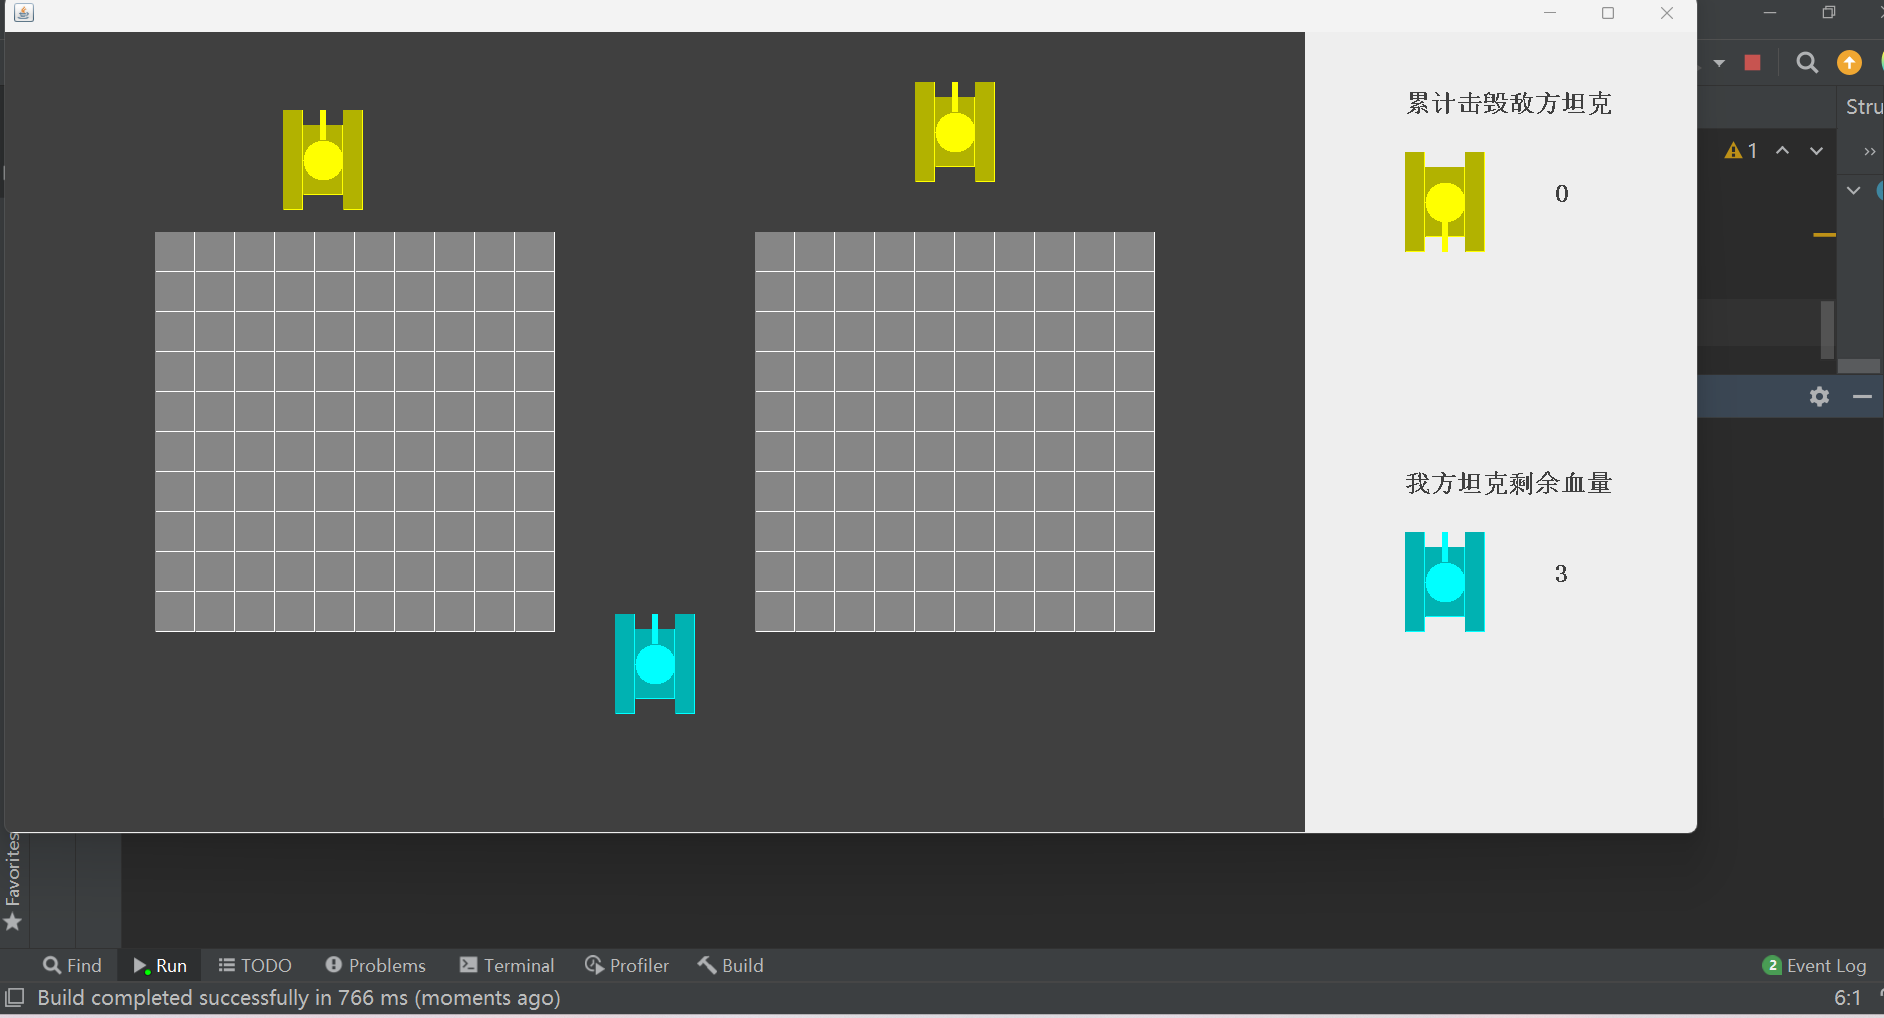 累计击毁敌方坦克
0
我方坦克剩余血量
3
Stru
1
Favorites
Find
Run
TODO
Problems
Terminal
Profiler
Build
2 Event Log
Build completed successfully in 766 ms (moments ago)
6:1